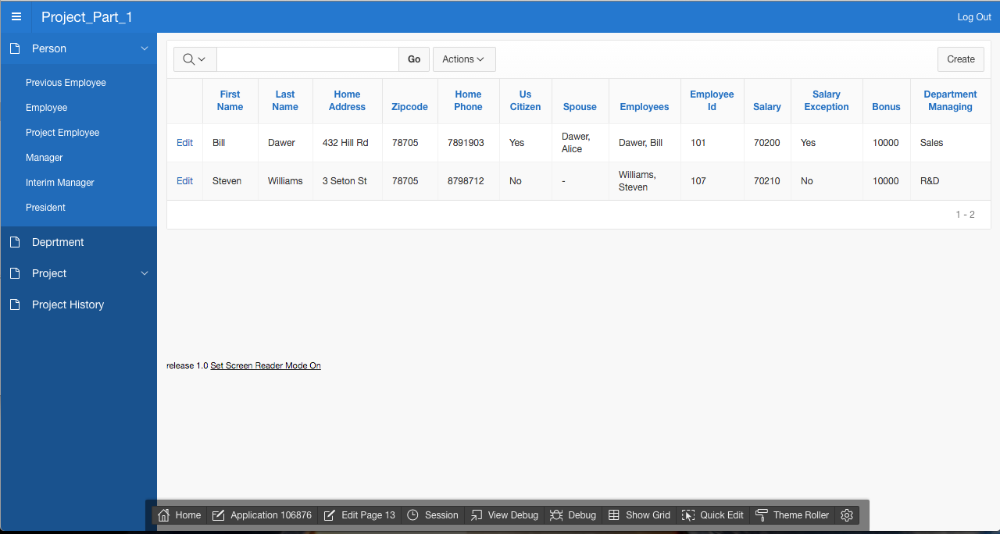 Project_Part_1 Log Out
Person
Previous Employee
Employee
Project Employee
Manager
Interim Manager
President
Deprtment
Project
Project History
Go Actions Create
First Name Last Name Home Address Zipcode Home Phone Us Citizen Spouse Employees Employee Id Salary Salary Exception Bonus Department Managing
Edit Bill Dawer 432 Hill Rd 78705 7891903 Yes Dawer, Alice Dawer, Bill 101 70200 Yes 10000 Sales
Edit Steven Williams 3 Seton St 78705 8798712 No - Williams, Steven 107 70210 No 10000 R&D
1 - 2
release 1.0 Set Screen Reader Mode On
Home Application 106876 Edit Page 13 Session View Debug Debug Show Grid Quick Edit Theme Roller